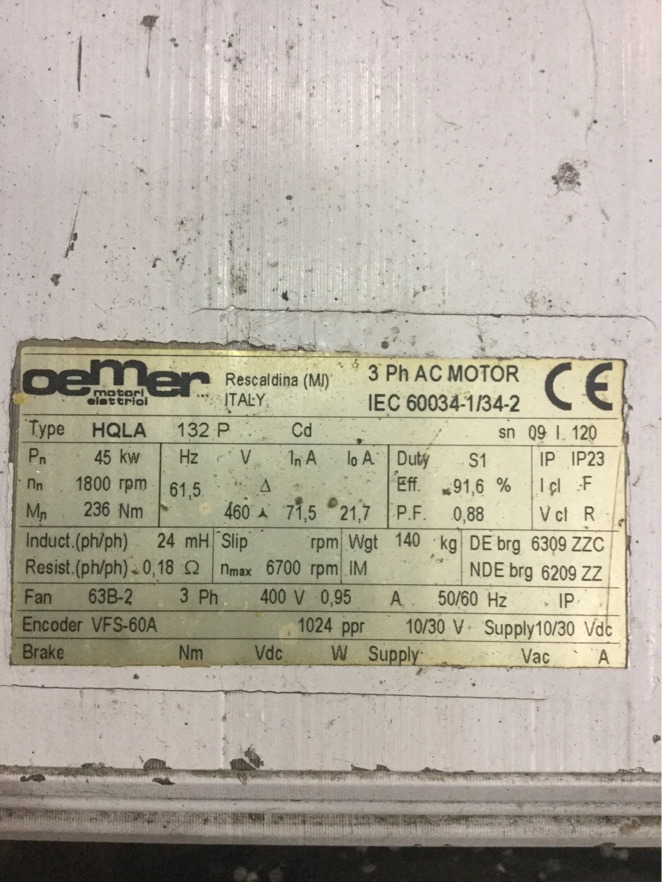 oemer
motori
elettrici
Rescaldina (MI)
ITALY
3 Ph AC MOTOR
IEC 60034-1/34-2
CE
Type HQLA 132 P Cd sn 09 I 120
Pn 45 kw Hz V In A Io A Duty S1 IP IP23
nn 1800 rpm 61,5 Δ Eff. 91,6 % I cl F
Mn 236 Nm 460 ⅄ 71,5 21,7 P.F. 0,88 V cl R
Induct.(ph/ph) 24 mH Slip rpm Wgt 140 kg DE brg 6309 ZZC
Resist.(ph/ph) 0,18 Ω nmax 6700 rpm IM NDE brg 6209 ZZ
Fan 63B-2 3 Ph 400 V 0,95 A 50/60 Hz IP
Encoder VFS-60A 1024 ppr 10/30 V Supply10/30 Vdc
Brake Nm Vdc W Supply Vac A